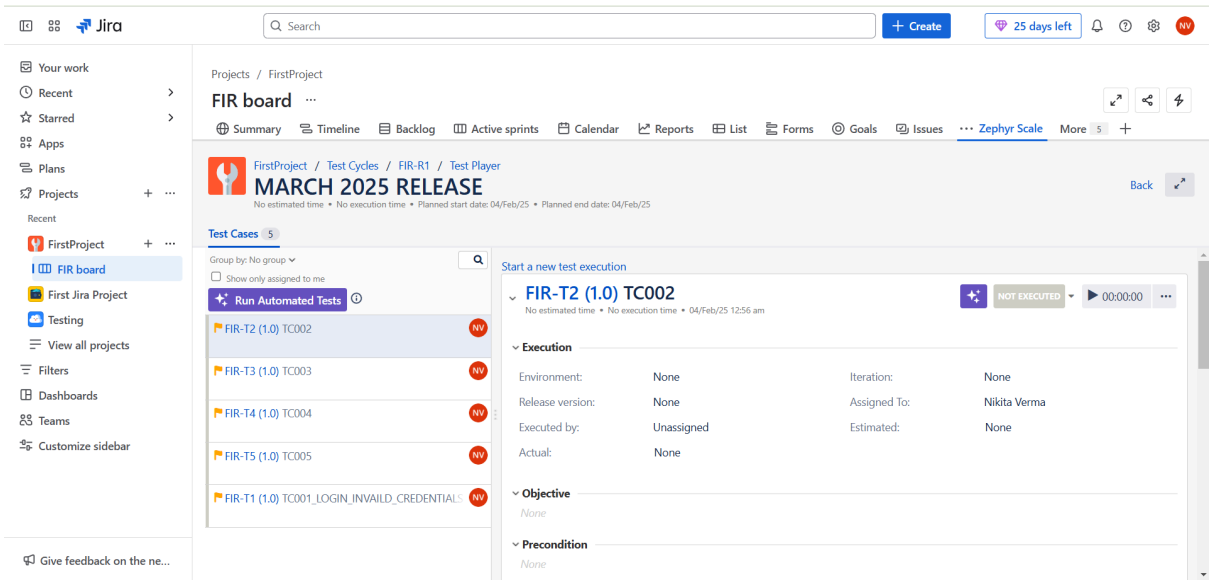 Jira
Search
+ Create
25 days left
NV
Your work
Recent
Starred
Apps
Plans
Projects
Recent
FirstProject
FIR board
First Jira Project
Testing
View all projects
Filters
Dashboards
Teams
Customize sidebar
Give feedback on the ne...
Projects / FirstProject
FIR board ...
Summary Timeline Backlog Active sprints Calendar Reports List Forms Goals Issues Zephyr Scale More 5 +
FirstProject / Test Cycles / FIR-R1 / Test Player
MARCH 2025 RELEASE
No estimated time • No execution time • Planned start date: 04/Feb/25 • Planned end date: 04/Feb/25
Back
Test Cases 5
Group by: No group
Show only assigned to me
Run Automated Tests
FIR-T2 (1.0) TC002 NV
FIR-T3 (1.0) TC003 NV
FIR-T4 (1.0) TC004 NV
FIR-T5 (1.0) TC005 NV
FIR-T1 (1.0) TC001_LOGIN_INVAILD_CREDENTIALS NV
Start a new test execution
FIR-T2 (1.0) TC002
NOT EXECUTED 00:00:00 ...
No estimated time • No execution time • 04/Feb/25 12:56 am
Execution
Environment: None Iteration: None
Release version: None Assigned To: Nikita Verma
Executed by: Unassigned Estimated: None
Actual: None
Objective
None
Precondition
None